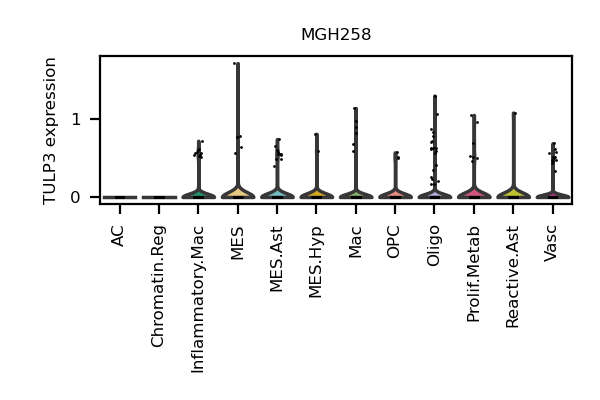 MGH258
TULP3 expression
1
0
AC
Chromatin.Reg
Inflammatory.Mac
MES
MES.Ast
MES.Hyp
Mac
OPC
Oligo
Prolif.Metab
Reactive.Ast
Vasc